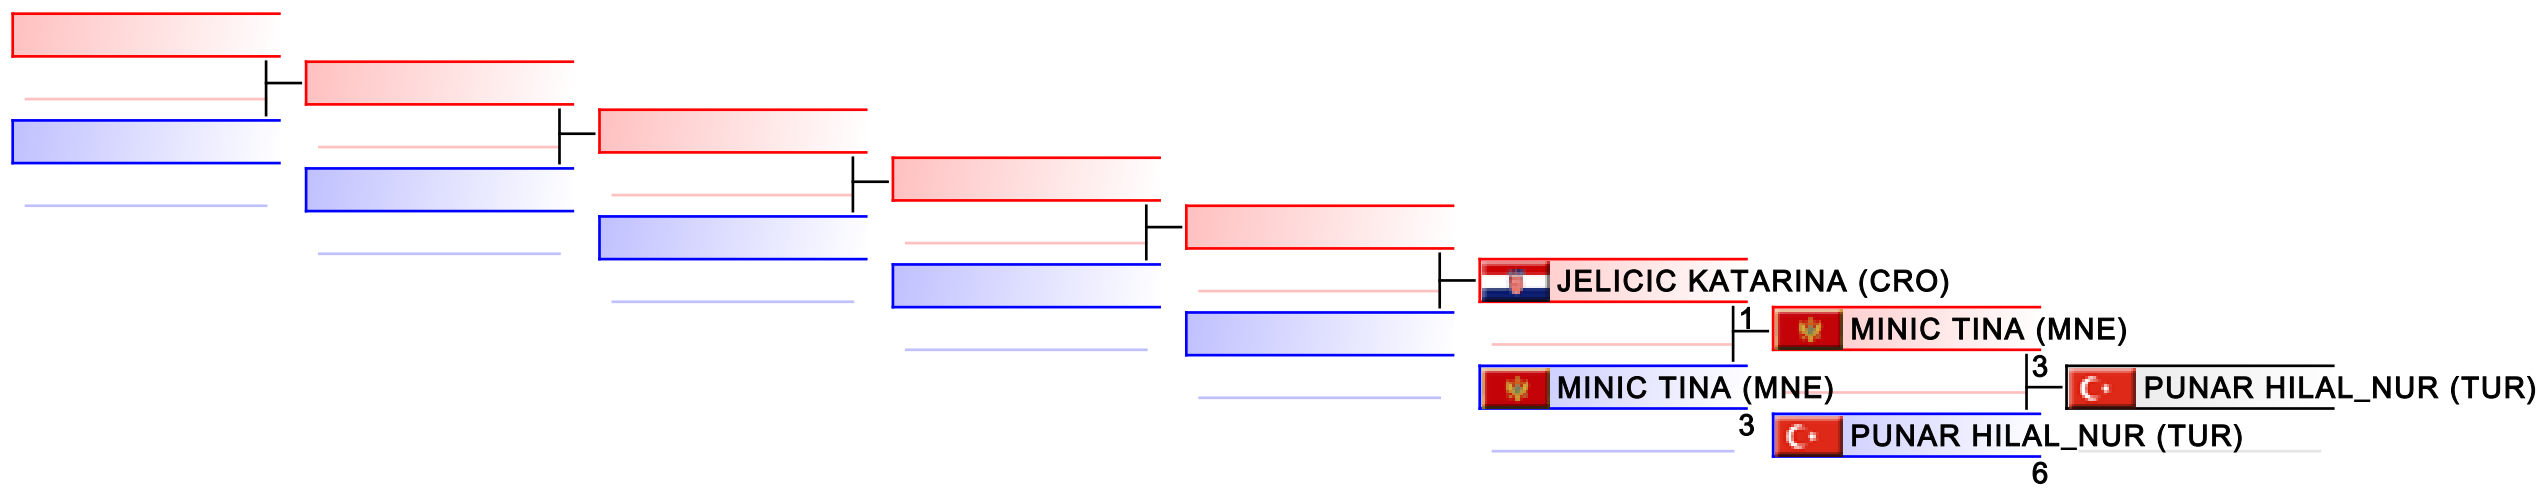 JELICIC KATARINA (CRO)
1
MINIC TINA (MNE)
MINIC TINA (MNE)
3
3
PUNAR HILAL_NUR (TUR)
PUNAR HILAL_NUR (TUR)
6